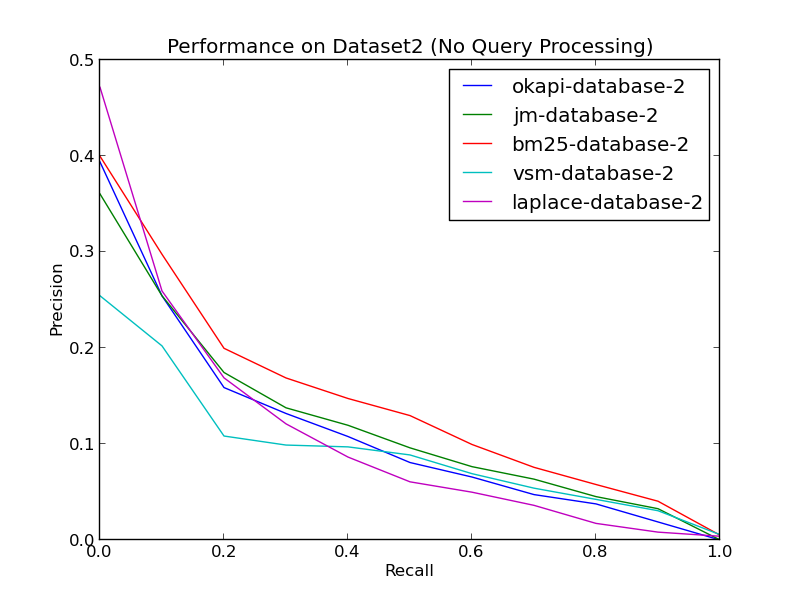 Performance on Dataset2 (No Query Processing)
0.5
0.4
0.3
0.2
0.1
0.0
Precision
okapi-database-2
jm-database-2
bm25-database-2
vsm-database-2
laplace-database-2
0.0 0.2 0.4 0.6 0.8 1.0
Recall